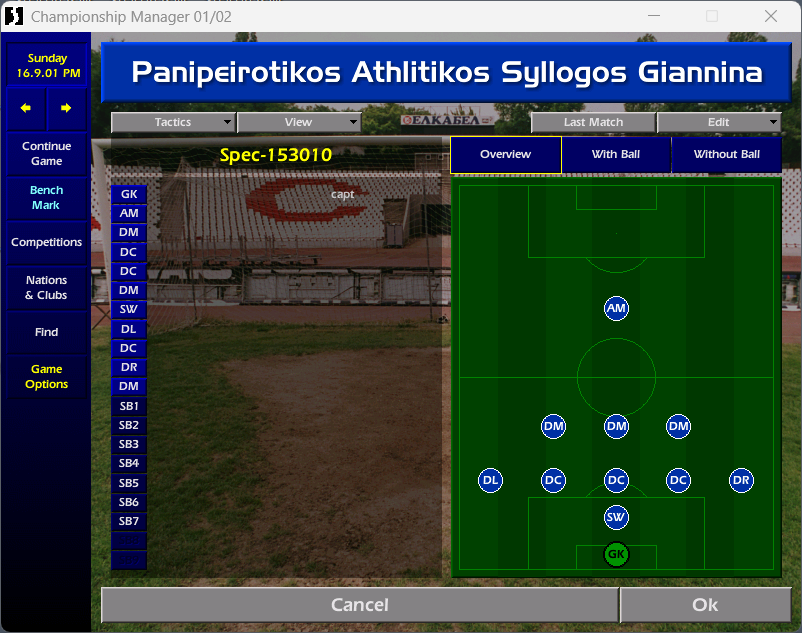 Championship Manager 01/02
Sunday
16.9.01 PM
Continue
Game
Bench
Mark
Competitions
Nations
& Clubs
Find
Game
Options
Panipeirotikos Athlitikos Syllogos Giannina
Tactics
View
Last Match
Edit
Spec-153010
GK
capt
AM
DM
DC
DC
DM
SW
DL
DC
DR
DM
SB1
SB2
SB3
SB4
SB5
SB6
SB7
Overview
With Ball
Without Ball
AM
DM DM DM
DL DC DC DC DR
SW
GK
Cancel
Ok